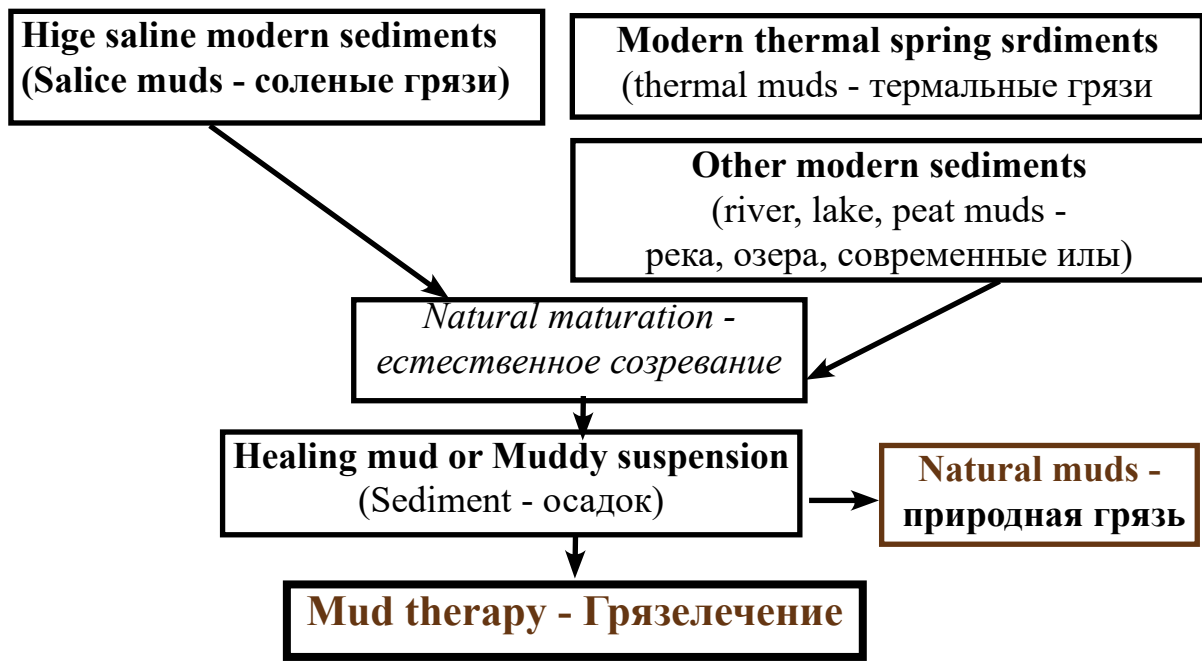 Hige saline modern sediments
(Salice muds - соленые грязи)
Modern thermal spring srdiments
(thermal muds - термальные грязи
Other modern sediments
(river, lake, peat muds -
река, озера, современные илы)
Natural maturation -
естественное созревание
Healing mud or Muddy suspension
(Sediment - осадок)
Natural muds -
природная грязь
Mud therapy - Грязелечение